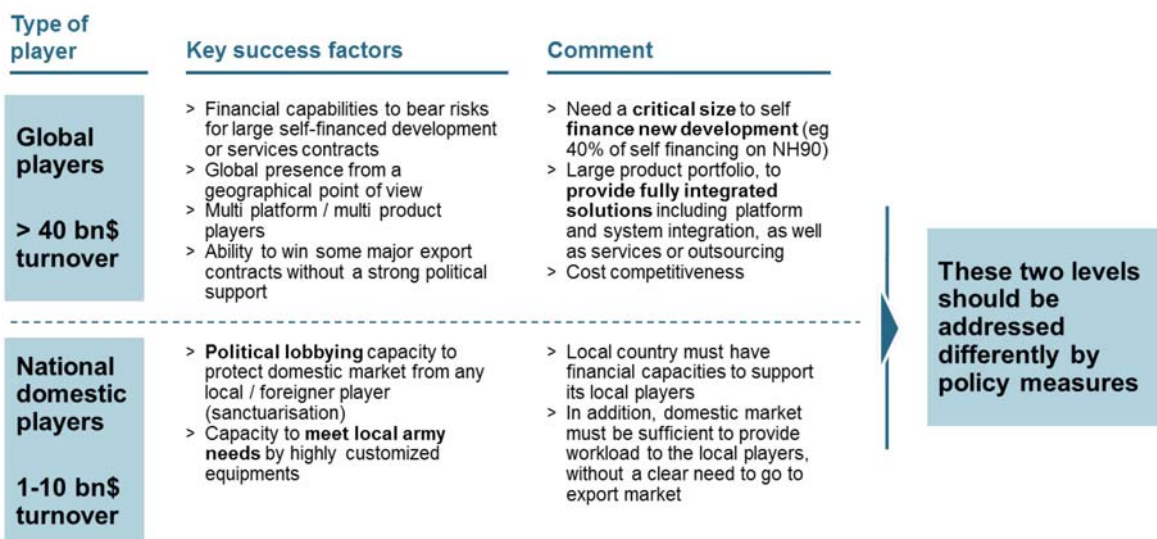 Type of
player
Key success factors
Comment
Global
players
> 40 bn$
turnover
> Financial capabilities to bear risks
for large self-financed development
or services contracts
> Global presence from a
geographical point of view
> Multi platform / multi product
players
> Ability to win some major export
contracts without a strong political
support
> Need a critical size to self
finance new development (eg
40% of self financing on NH90)
> Large product portfolio, to
provide fully integrated
solutions including platform
and system integration, as well
as services or outsourcing
> Cost competitiveness
National
domestic
players
1-10 bn$
turnover
> Political lobbying capacity to
protect domestic market from any
local / foreigner player
(sanctuarisation)
> Capacity to meet local army
needs by highly customized
equipments
> Local country must have
financial capacities to support
its local players
> In addition, domestic market
must be sufficient to provide
workload to the local players,
without a clear need to go to
export market
These two levels
should be
addressed
differently by
policy measures